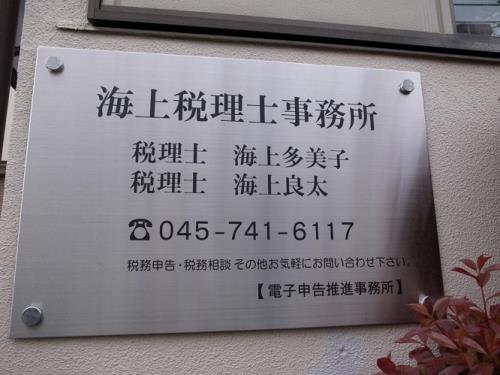 海上税理士事務所
税理士 海上多美子
税理士 海上良太
☎045-741-6117
税務申告・税務相談 その他お気軽にお問い合わせ下さい。
【電子申告推進事務所】